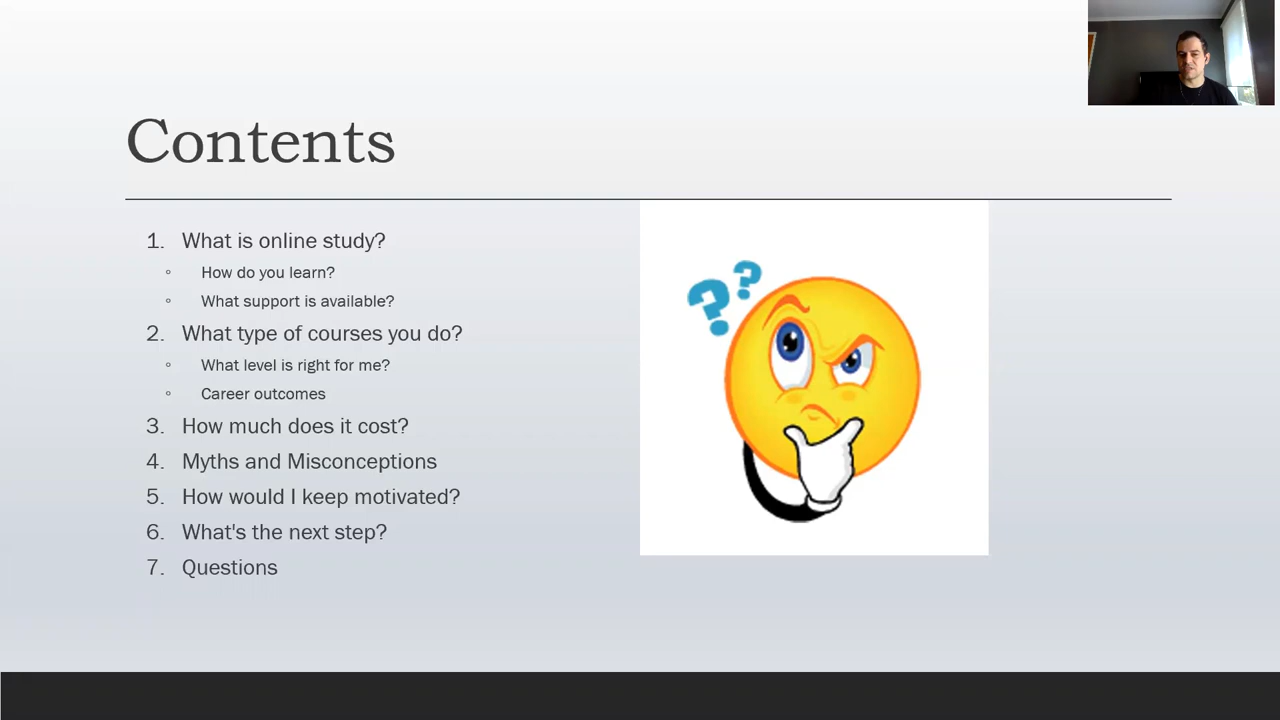 Contents
1. What is online study?
◦ How do you learn?
◦ What support is available?
2. What type of courses you do?
◦ What level is right for me?
◦ Career outcomes
3. How much does it cost?
4. Myths and Misconceptions
5. How would I keep motivated?
6. What's the next step?
7. Questions
??